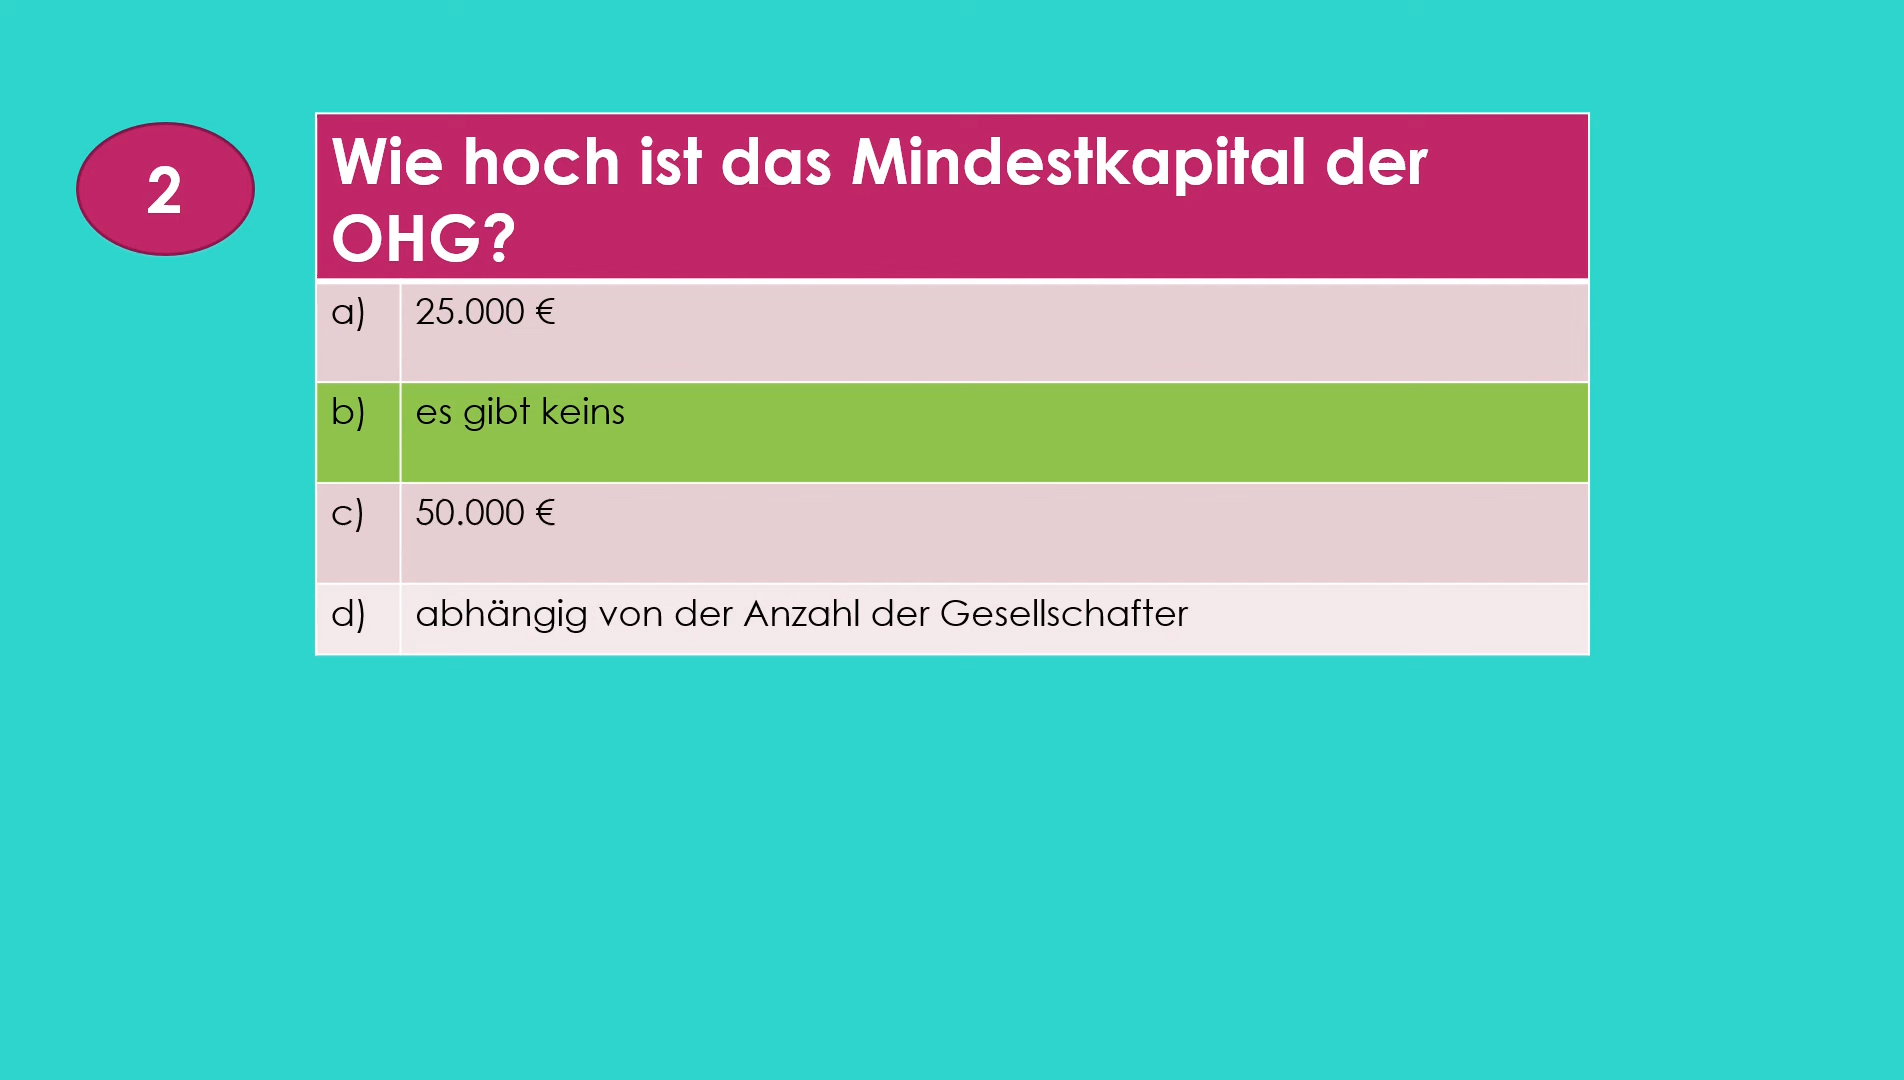 2
Wie hoch ist das Mindestkapital der
OHG?
a) 25.000 €
b) es gibt keins
c) 50.000 €
d) abhängig von der Anzahl der Gesellschafter